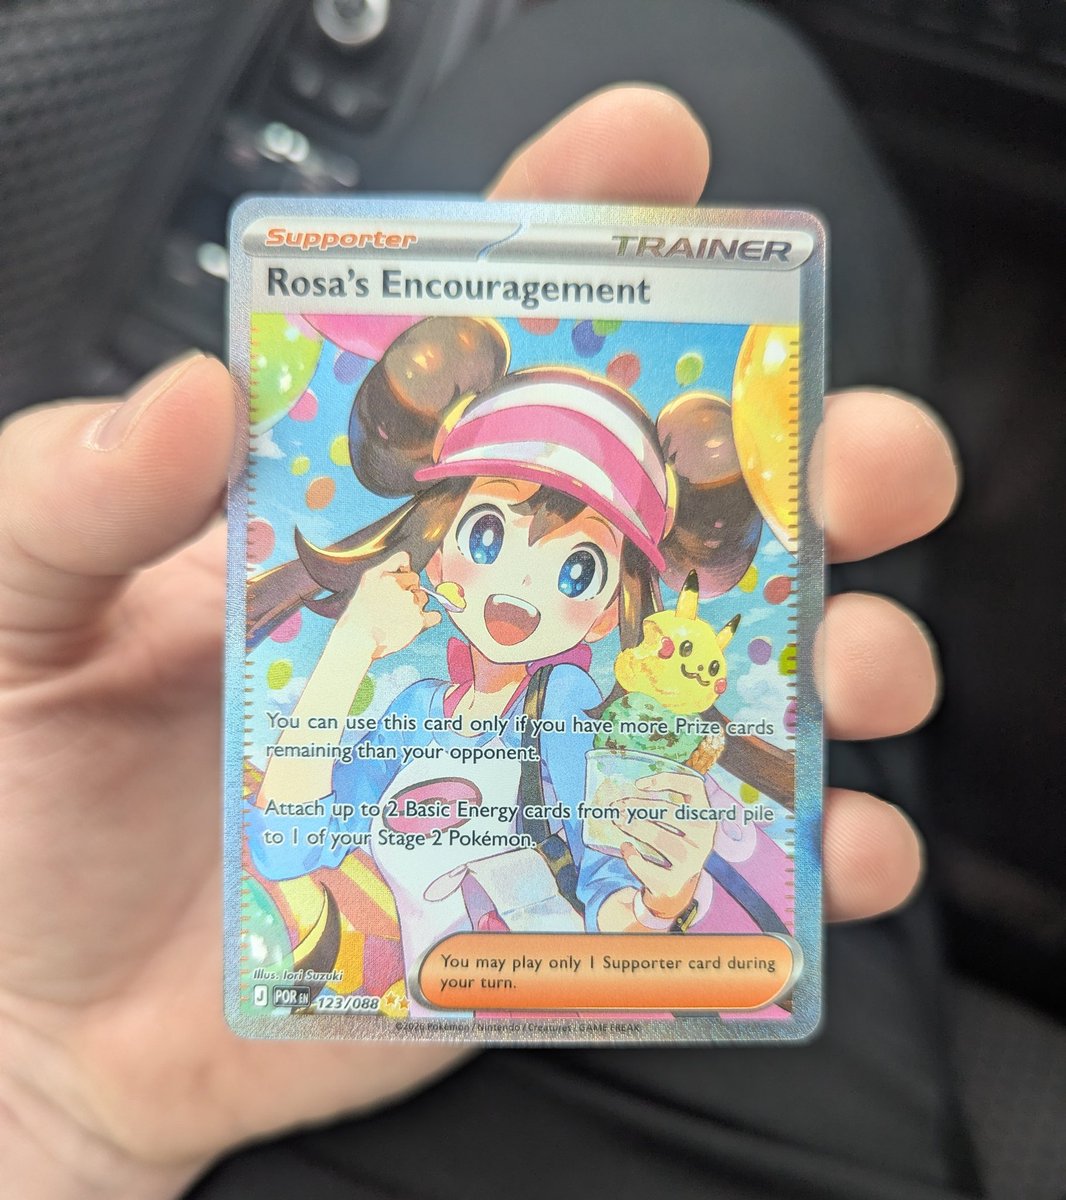 Supporter TRAINER
Rosa's Encouragement
You can use this card only if you have more Prize cards
remaining than your opponent.
Attach up to 2 Basic Energy cards from your discard pile
to 1 of your Stage 2 Pokémon.
You may play only 1 Supporter card during
your turn.
Illus. Iori Suzuki
J POR EN 123/088
©2026 Pokémon / Nintendo / Creatures / GAME FREAK